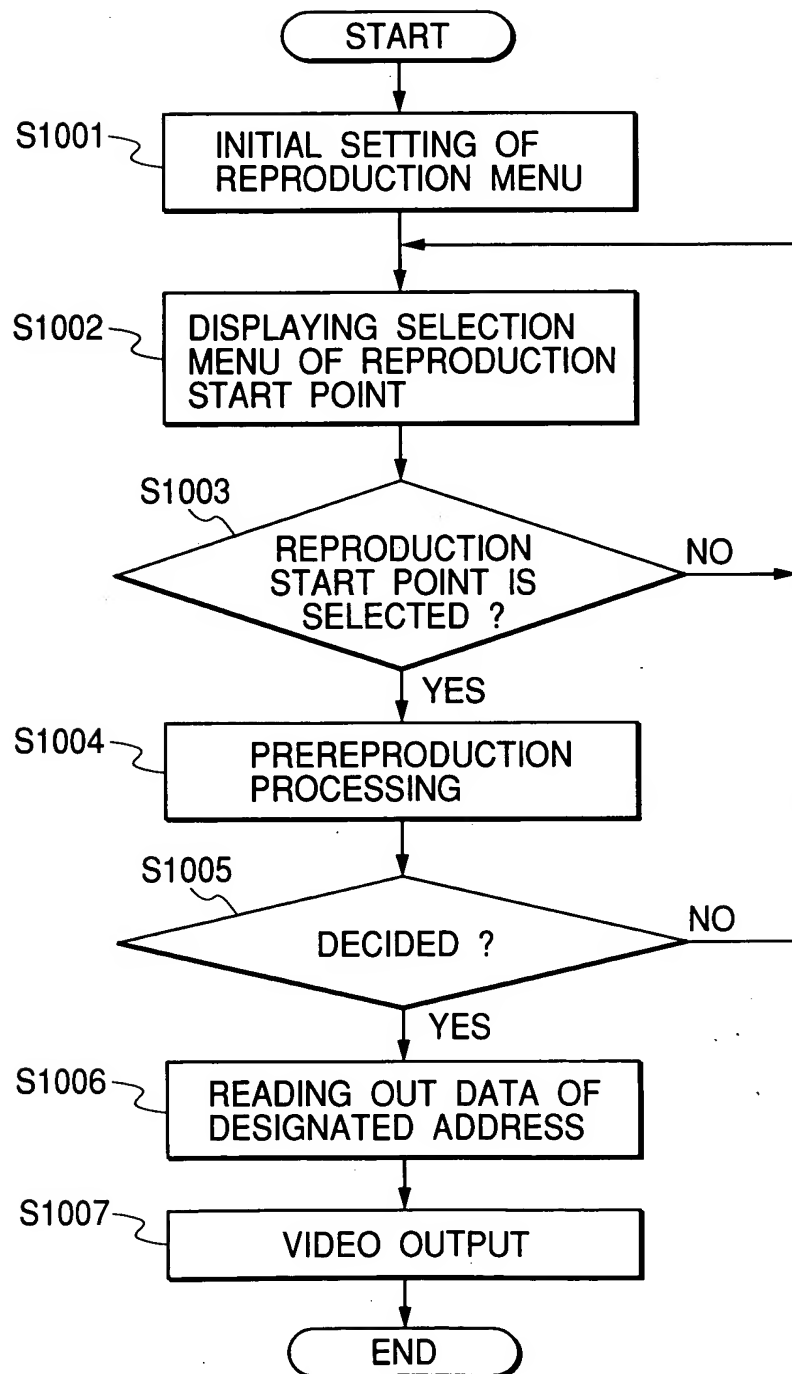 START
S1001
INITIAL SETTING OF
REPRODUCTION MENU
S1002
DISPLAYING SELECTION
MENU OF REPRODUCTION
START POINT
S1003
REPRODUCTION
START POINT IS
SELECTED ?
NO
YES
S1004
PREREPRODUCTION
PROCESSING
S1005
DECIDED ?
NO
YES
S1006
READING OUT DATA OF
DESIGNATED ADDRESS
S1007
VIDEO OUTPUT
END